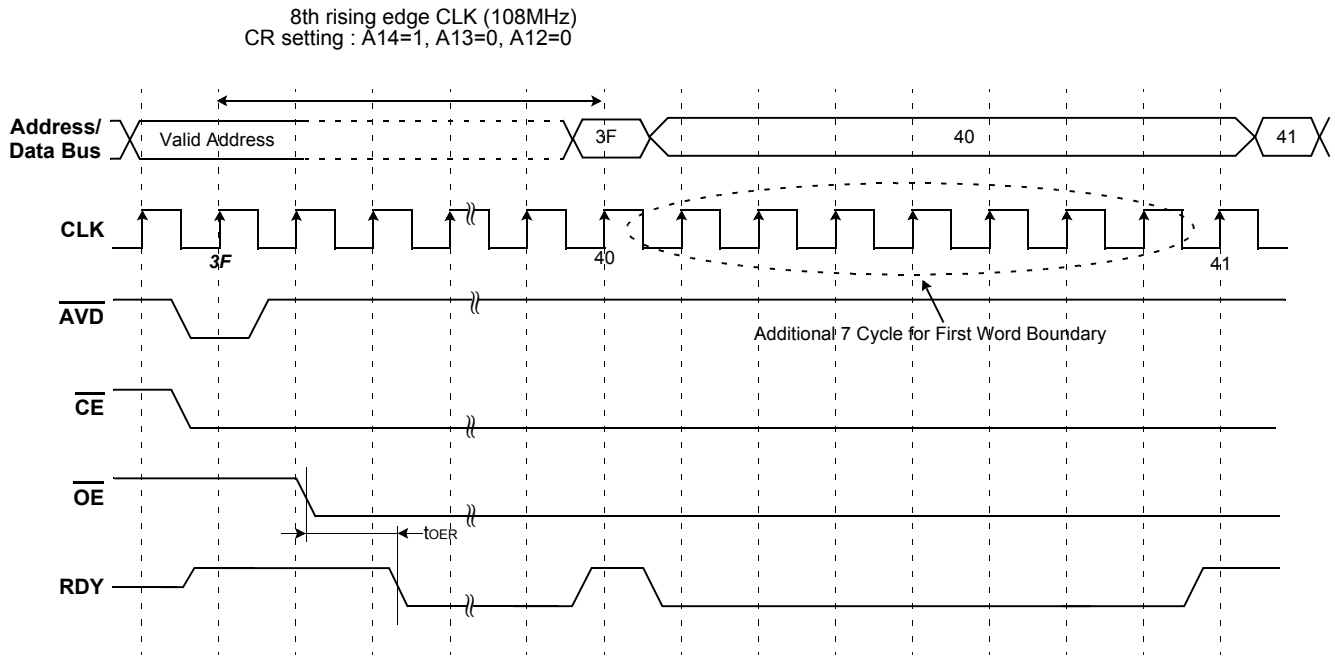 8th rising edge CLK (108MHz)
CR setting : A14=1, A13=0, A12=0
Address/
Data Bus
Valid Address
3F
40
41
CLK
3F
40
41
AVD
Additional 7 Cycle for First Word Boundary
CE
OE
tOER
RDY